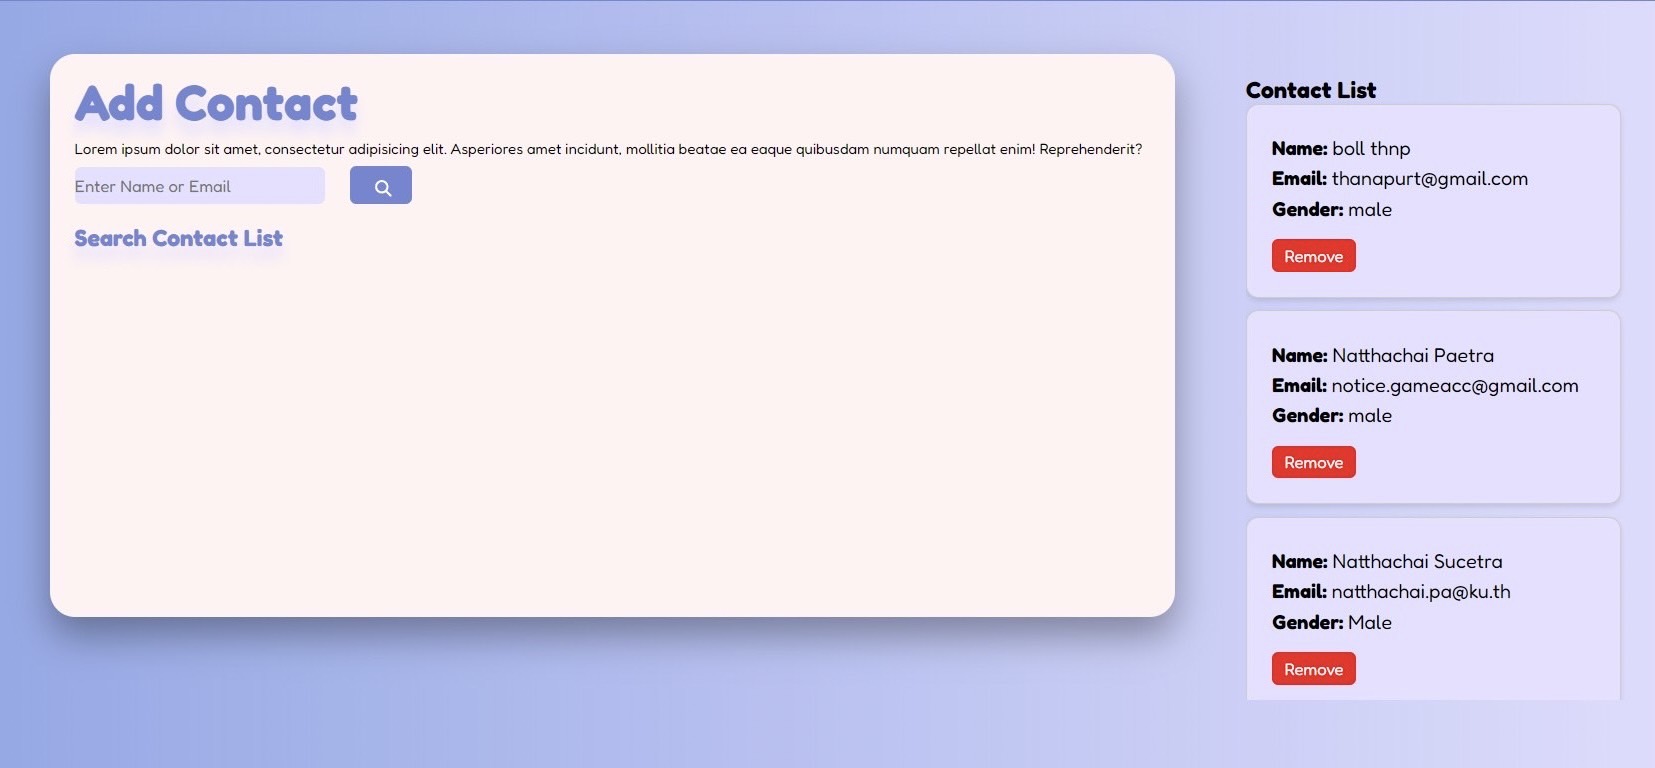 Add Contact
Lorem ipsum dolor sit amet, consectetur adipisicing elit. Asperiores amet incidunt, mollitia beatae ea eaque quibusdam numquam repellat enim! Reprehenderit?
Enter Name or Email
Search Contact List
Contact List
Name: boll thnp
Email: thanapurt@gmail.com
Gender: male
Remove
Name: Natthachai Paetra
Email: notice.gameacc@gmail.com
Gender: male
Remove
Name: Natthachai Sucetra
Email: natthachai.pa@ku.th
Gender: Male
Remove